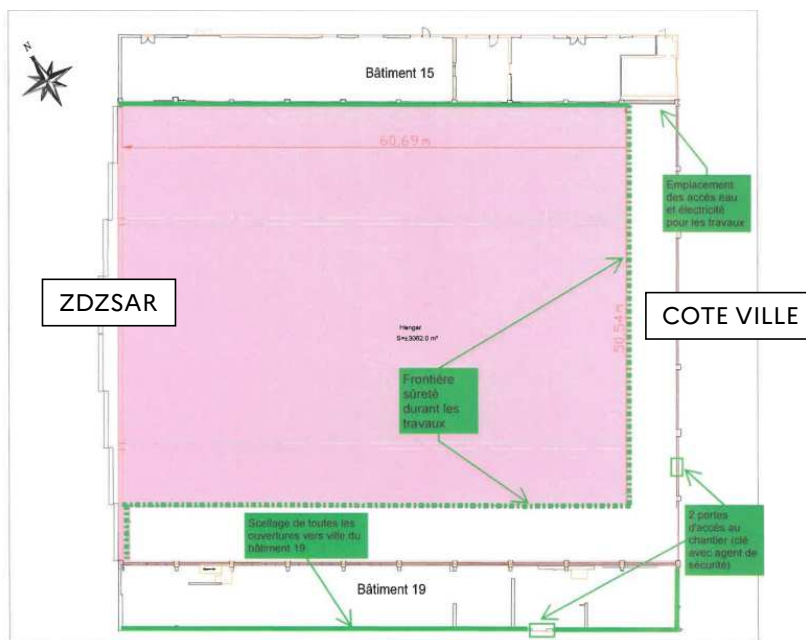 N
Bâtiment 15
60,69m
Emplacement
des accès eau
et électricité
pour les travaux
ZDZSAR
COTE VILLE
Hangar
S=±3062.0 m²
50,54m
Frontière
sûreté
durant les
travaux
Scellage de toutes les
ouvertures vers ville du
bâtiment 19
2 portes
d'accès au
chantier (clé
avec agent de
sécurité)
Bâtiment 19